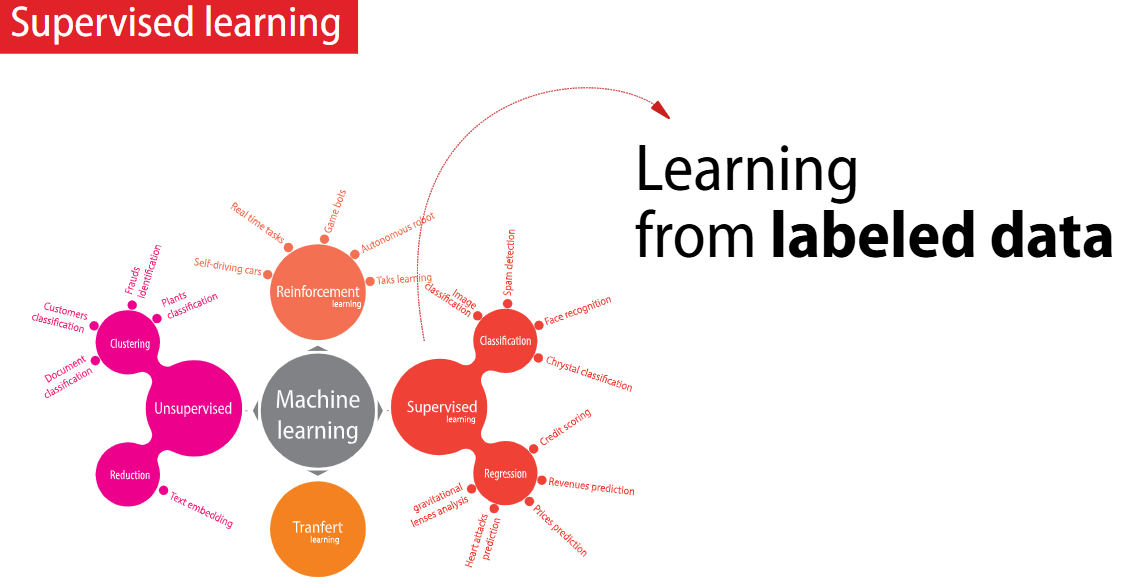 Supervised learning
Learning
from labeled data
Real time tasks
Game bots
Autonomous robot
Self-driving cars
Taks learning
Reinforcement
learning
Frauds
Identification
Plants
classification
Customers
classification
Document
classification
Clustering
Unsupervised
Reduction
Text embedding
Machine
learning
Tranfert
learning
Supervised
learning
Image
classification
Spam detection
Face recognition
Chrystal classification
Classification
Credit scoring
Revenues prediction
Prices prediction
Heart attacks
prediction
gravitational
lenses analysis
Regression